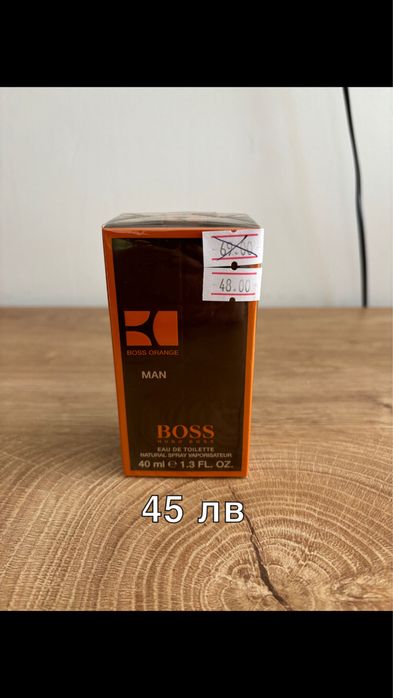 69.00
48.00
BOSS ORANGE
MAN
BOSS
HUGO BOSS
EAU DE TOILETTE
NATURAL SPRAY VAPORISATEUR
40 ml ℮ 1.3 FL. OZ.
45 лв